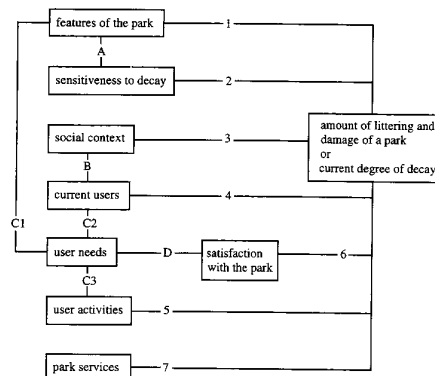 features of the park
1
A
sensitiveness to decay
2
amount of littering and
damage of a park
or
current degree of decay
social context
3
B
current users
4
C1
C2
user needs
D
satisfaction
with the park
6
C3
user activities
5
park services
7